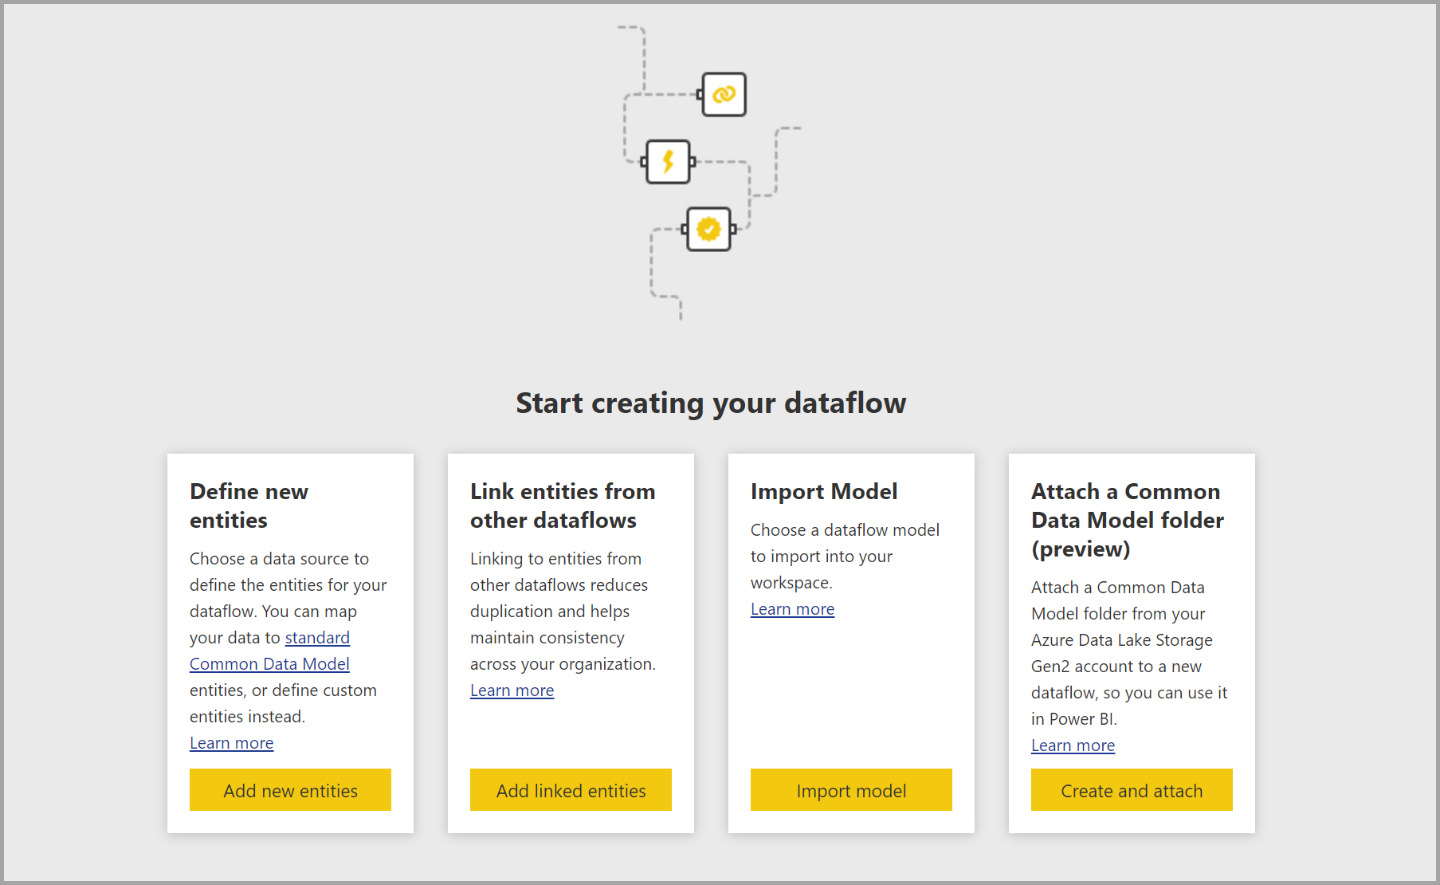 Start creating your dataflow
Define new
entities
Choose a data source to
define the entities for your
dataflow. You can map
your data to standard
Common Data Model
entities, or define custom
entities instead.
Learn more
Add new entities
Link entities from
other dataflows
Linking to entities from
other dataflows reduces
duplication and helps
maintain consistency
across your organization.
Learn more
Add linked entities
Import Model
Choose a dataflow model
to import into your
workspace.
Learn more
Import model
Attach a Common
Data Model folder
(preview)
Attach a Common Data
Model folder from your
Azure Data Lake Storage
Gen2 account to a new
dataflow, so you can use it
in Power BI.
Learn more
Create and attach